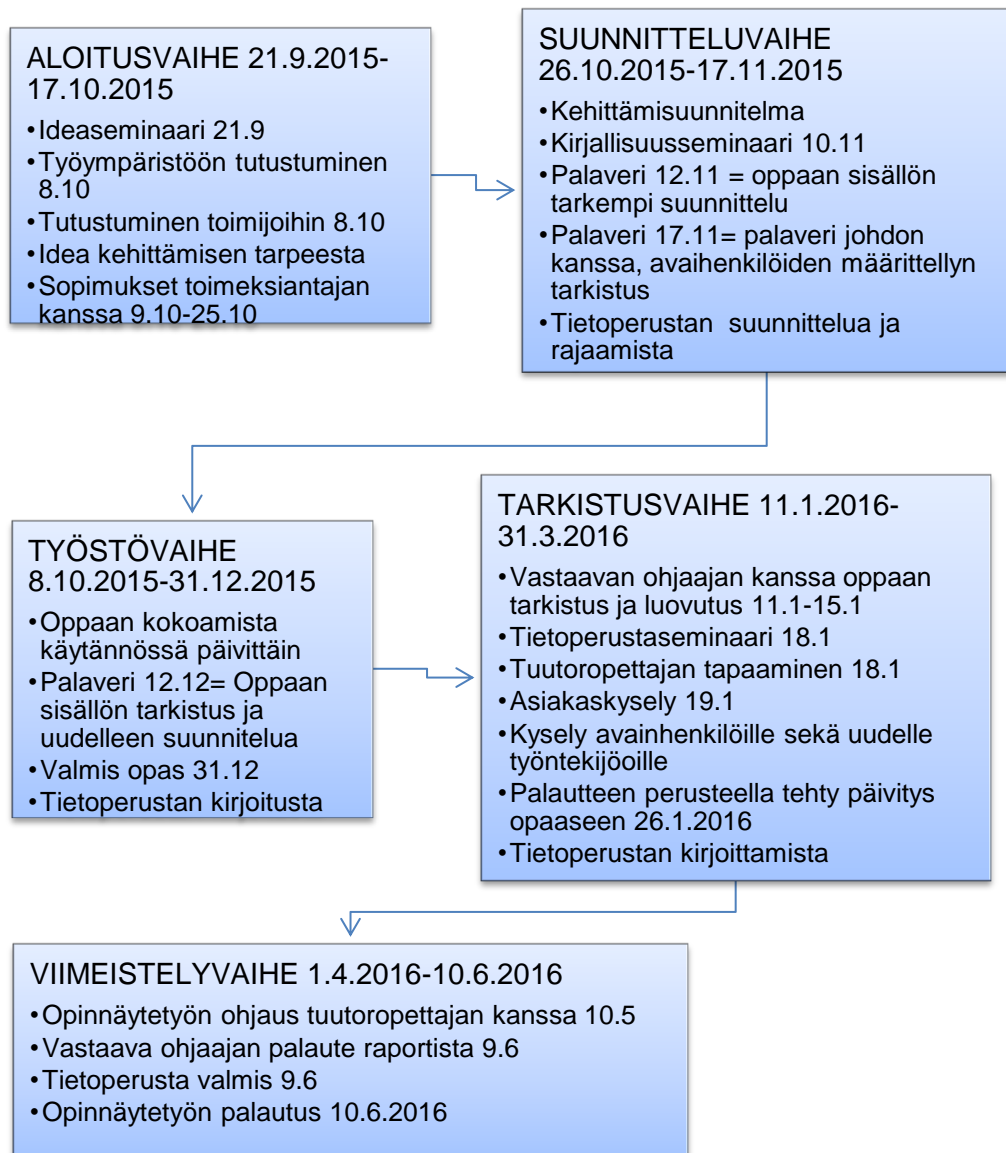 ALOITUSVAIHE 21.9.2015-
17.10.2015
•Ideaseminaari 21.9
•Työympäristöön tutustuminen
8.10
•Tutustuminen toimijoihin 8.10
•Idea kehittämisen tarpeesta
•Sopimukset toimeksiantajan
kanssa 9.10-25.10
SUUNNITTELUVAIHE
26.10.2015-17.11.2015
•Kehittämisuunnitelma
•Kirjallisuusseminaari 10.11
•Palaveri 12.11 = oppaan sisällön
tarkempi suunnittelu
•Palaveri 17.11= palaveri johdon
kanssa, avaihenkilöiden määrittellyn
tarkistus
•Tietoperustan suunnittelua ja
rajaamista
TYÖSTÖVAIHE
8.10.2015-31.12.2015
•Oppaan kokoamista
käytännössä päivittäin
•Palaveri 12.12= Oppaan
sisällön tarkistus ja
uudelleen suunnitelua
•Valmis opas 31.12
•Tietoperustan kirjoitusta
TARKISTUSVAIHE 11.1.2016-
31.3.2016
•Vastaavan ohjaajan kanssa oppaan
tarkistus ja luovutus 11.1-15.1
•Tietoperustaseminaari 18.1
•Tuutoropettajan tapaaminen 18.1
•Asiakaskysely 19.1
•Kysely avainhenkilöille sekä uudelle
työntekijöoille
•Palautteen perusteella tehty päivitys
opaaseen 26.1.2016
•Tietoperustan kirjoittamista
VIIMEISTELYVAIHE 1.4.2016-10.6.2016
•Opinnäytetyön ohjaus tuutoropettajan kanssa 10.5
•Vastaava ohjaajan palaute raportista 9.6
•Tietoperusta valmis 9.6
•Opinnäytetyön palautus 10.6.2016